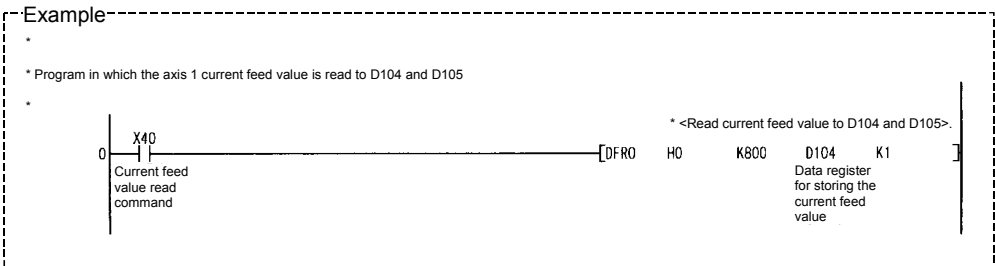 Example
*
* Program in which the axis 1 current feed value is read to D104 and D105
*
* <Read current feed value to D104 and D105>.
X40
0 [DFRO H0 K800 D104 K1 ]
Current feed
value read
command
Data register
for storing the
current feed
value